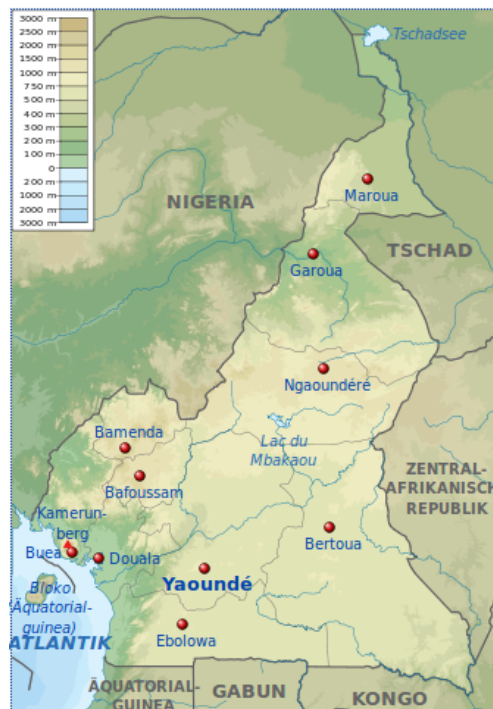 3000 m
2500 m
2000 m
1500 m
1000 m
750 m
500 m
400 m
300 m
200 m
100 m
0
200 m
1000 m
2000 m
3000 m
Tschadsee
NIGERIA
Maroua
TSCHAD
Garoua
Ngaoundéré
Bamenda
Lac du
Mbakaou
Bafoussam
ZENTRAL-
AFRIKANISCH
REPUBLIK
Kamerun-
berg
Bertoua
Buea
Douala
Yaoundé
Bioko
(Äquatorial-
guinea)
ATLANTIK
Ebolowa
ÄQUATORIAL-
GUINEA
GABUN
KONGO